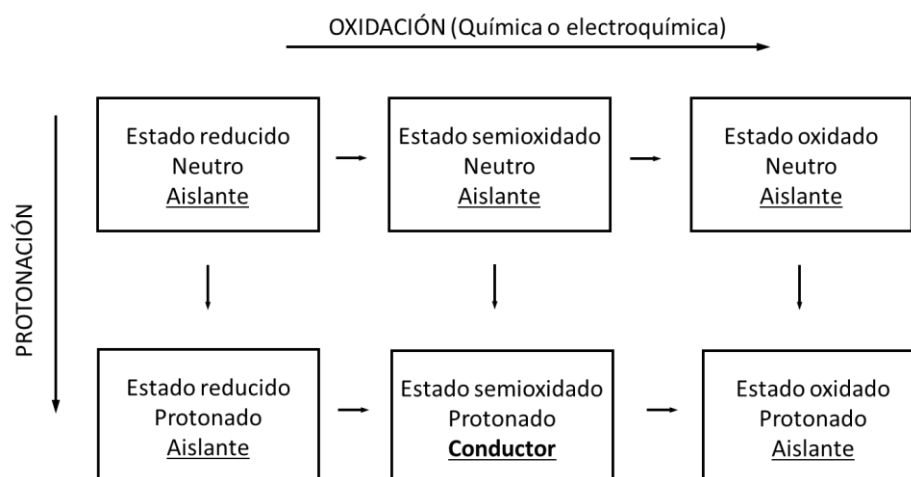 OXIDACIÓN (Química o electroquímica)
PROTONACIÓN
Estado reducido
Neutro
Aislante
Estado semioxidado
Neutro
Aislante
Estado oxidado
Neutro
Aislante
Estado reducido
Protonado
Aislante
Estado semioxidado
Protonado
Conductor
Estado oxidado
Protonado
Aislante